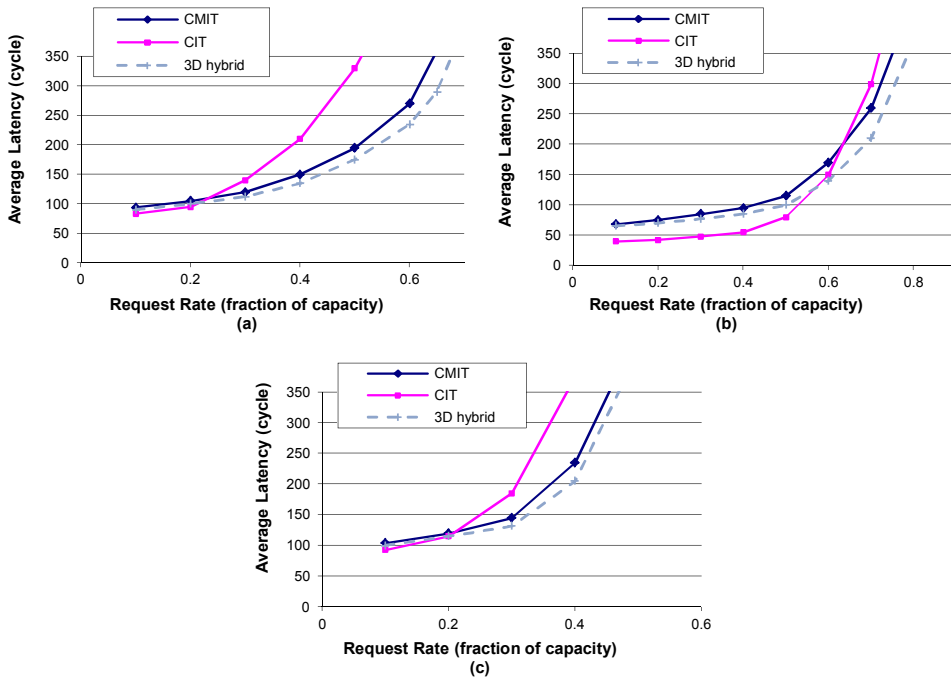 CMIT
CIT
3D hybrid
Average Latency (cycle)
350
300
250
200
150
100
50
0
0 0.2 0.4 0.6
Request Rate (fraction of capacity)
(a)
CMIT
CIT
3D hybrid
Average Latency (cycle)
350
300
250
200
150
100
50
0
0 0.2 0.4 0.6 0.8
Request Rate (fraction of capacity)
(b)
CMIT
CIT
3D hybrid
Average Latency (cycle)
350
300
250
200
150
100
50
0
0 0.2 0.4 0.6
Request Rate (fraction of capacity)
(c)